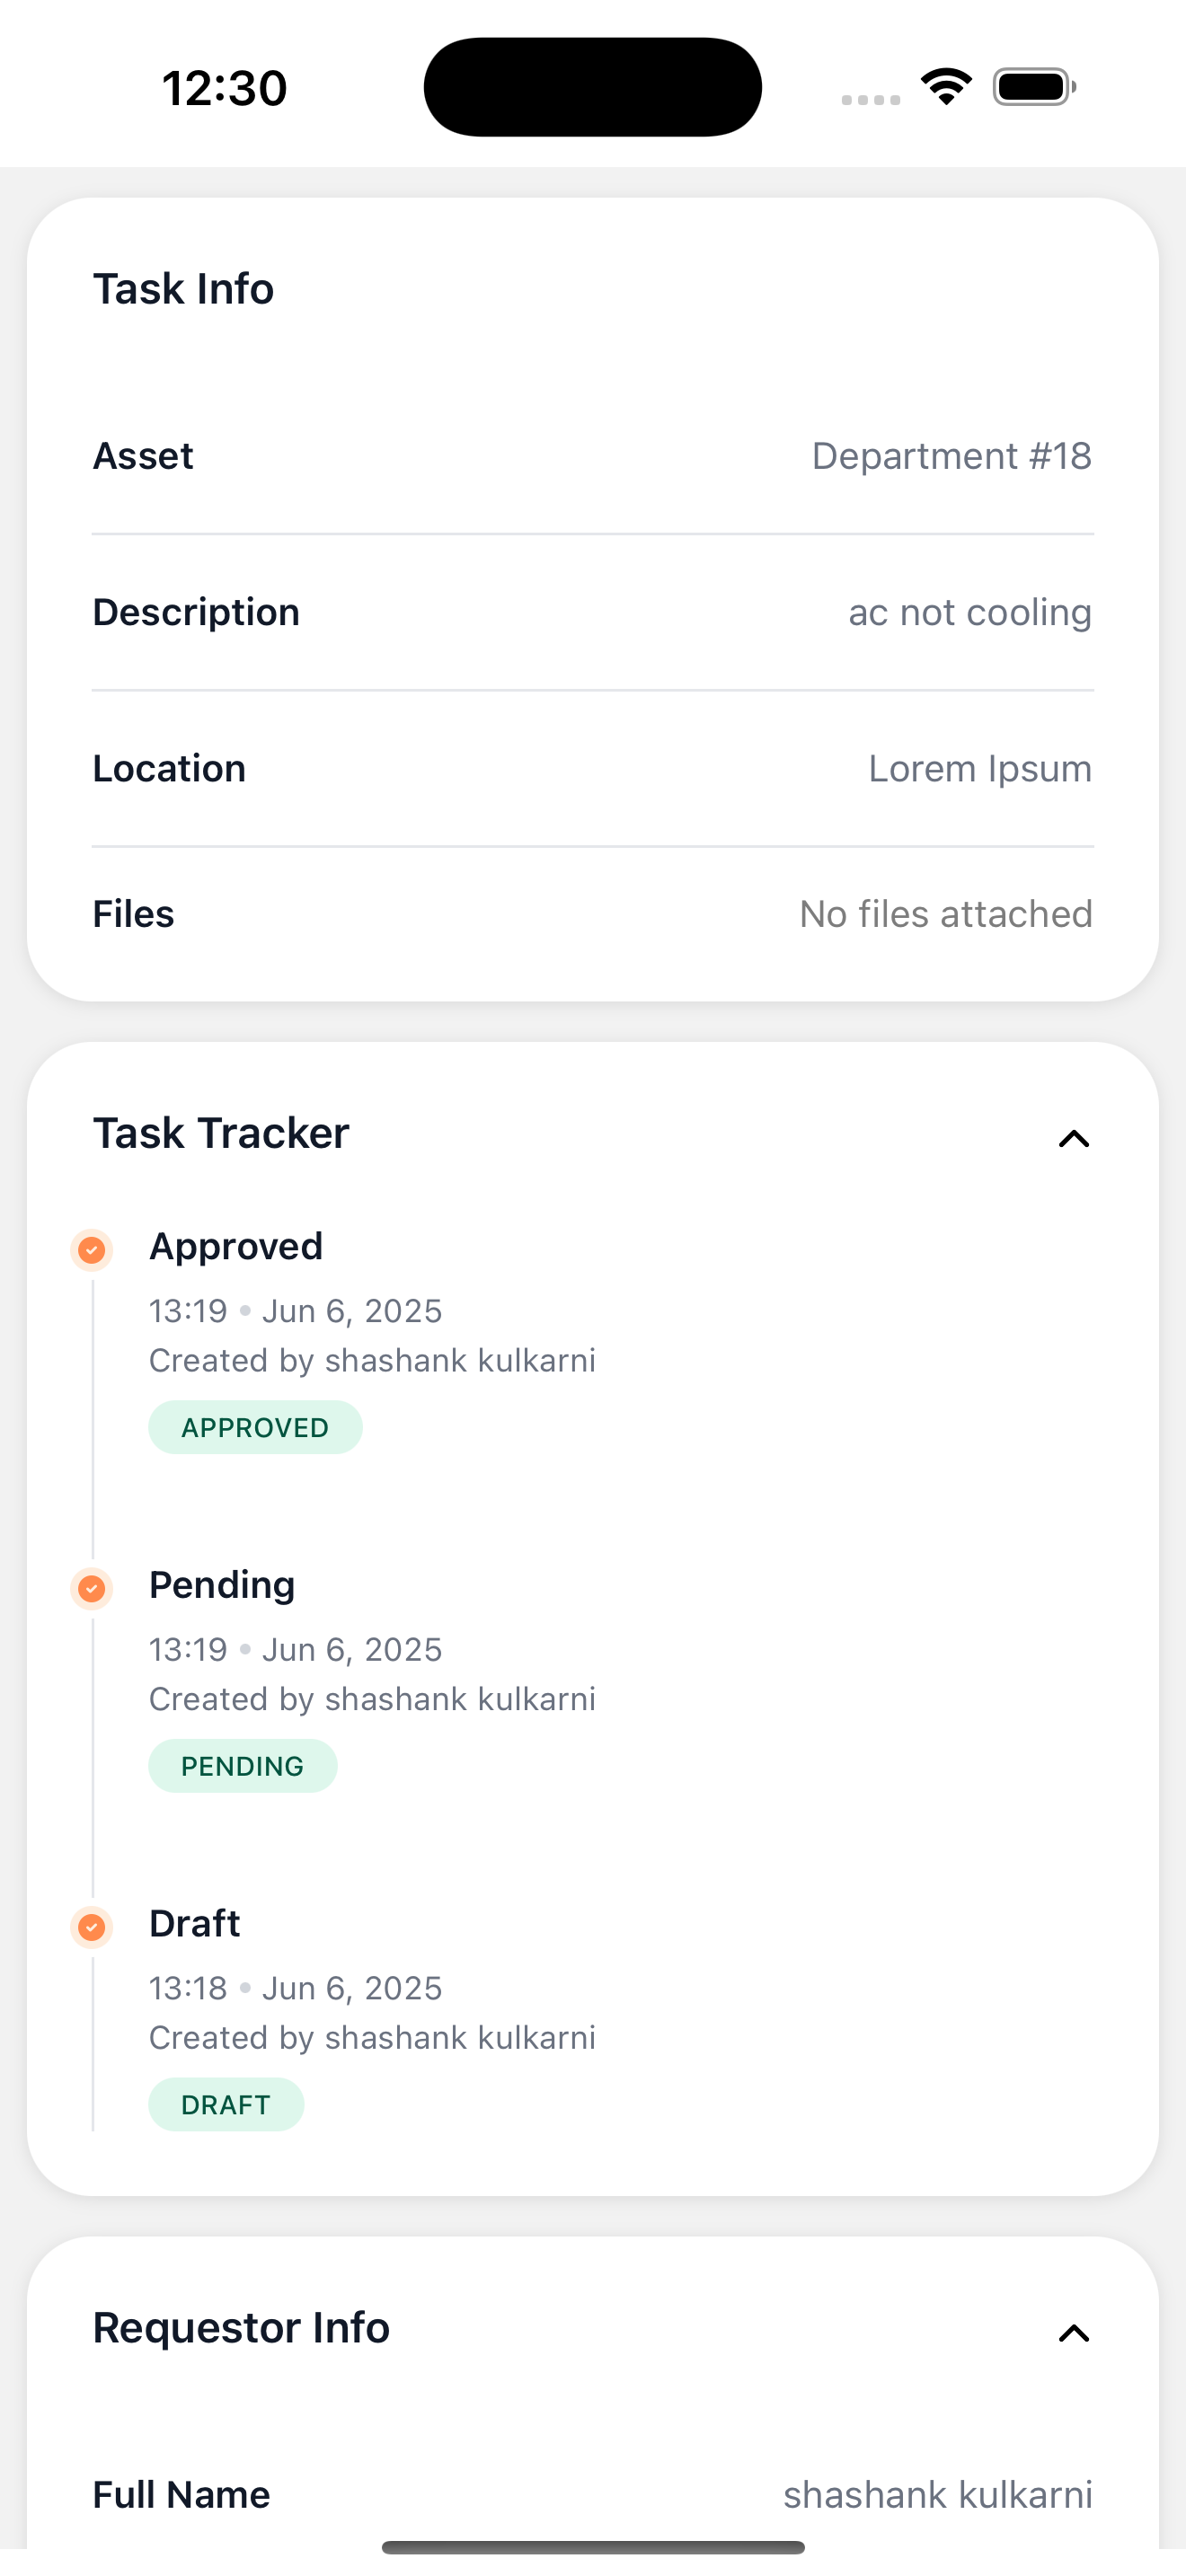 12:30
Task Info
Asset Department #18
Description ac not cooling
Location Lorem Ipsum
Files No files attached
Task Tracker
Approved
13:19 • Jun 6, 2025
Created by shashank kulkarni
APPROVED
Pending
13:19 • Jun 6, 2025
Created by shashank kulkarni
PENDING
Draft
13:18 • Jun 6, 2025
Created by shashank kulkarni
DRAFT
Requestor Info
Full Name shashank kulkarni